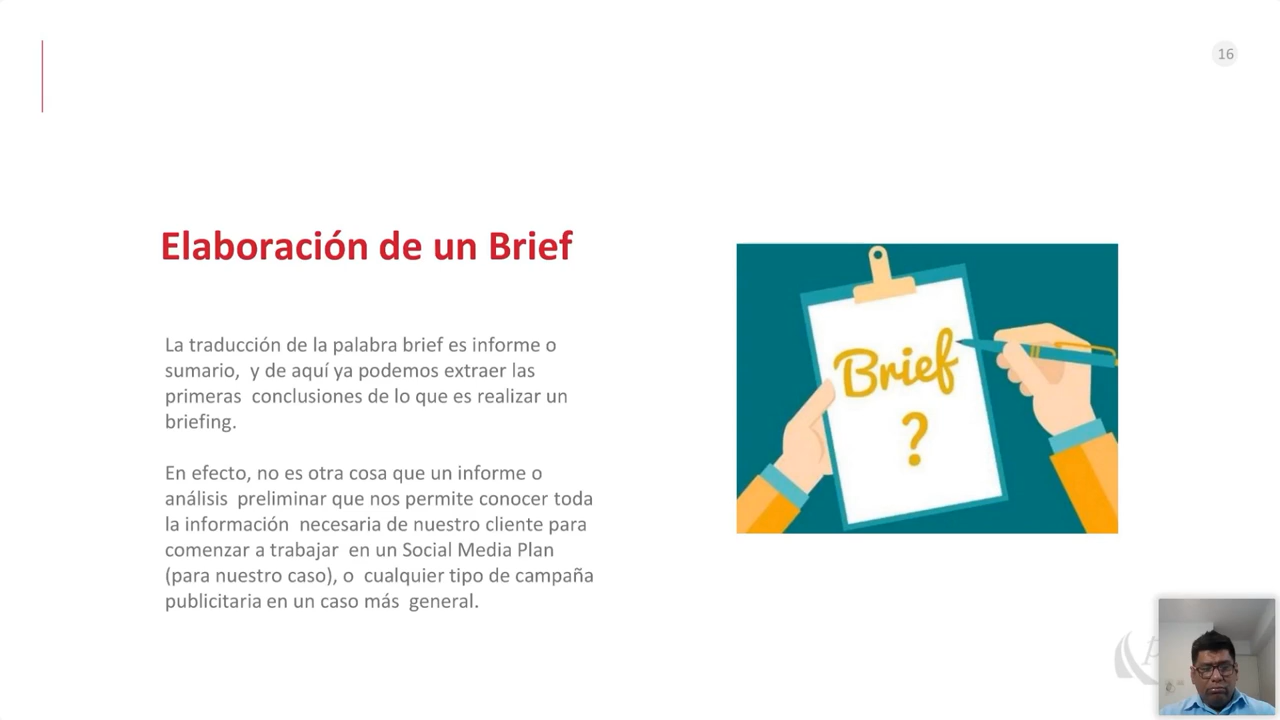 16
Elaboración de un Brief
La traducción de la palabra brief es informe o
sumario, y de aquí ya podemos extraer las
primeras conclusiones de lo que es realizar un
briefing.
En efecto, no es otra cosa que un informe o
análisis preliminar que nos permite conocer toda
la información necesaria de nuestro cliente para
comenzar a trabajar en un Social Media Plan
(para nuestro caso), o cualquier tipo de campaña
publicitaria en un caso más general.
Brief
?